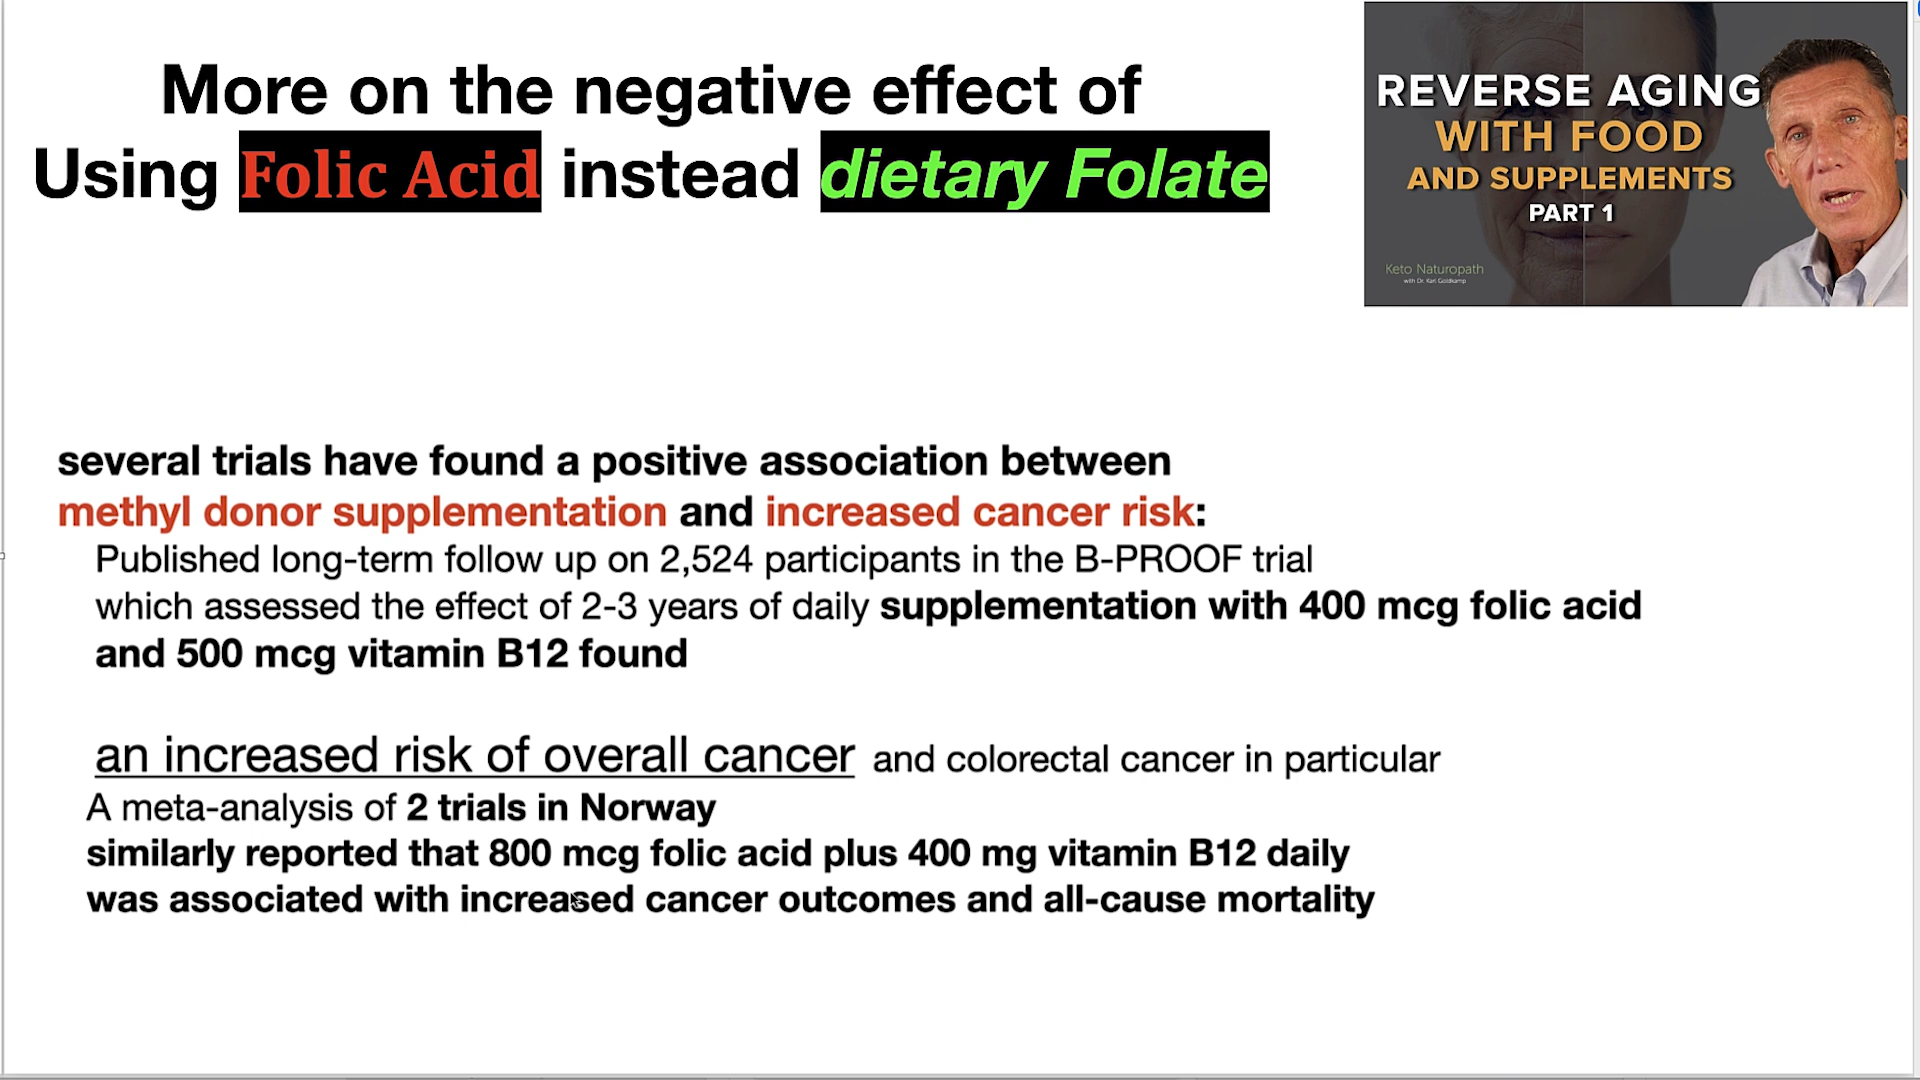 More on the negative effect of
Using Folic Acid instead dietary Folate
REVERSE AGING
WITH FOOD
AND SUPPLEMENTS
PART 1
Keto Naturopath
with Dr. Karl Goldkamp
several trials have found a positive association between
methyl donor supplementation and increased cancer risk:
Published long-term follow up on 2,524 participants in the B-PROOF trial
which assessed the effect of 2-3 years of daily supplementation with 400 mcg folic acid
and 500 mcg vitamin B12 found
an increased risk of overall cancer and colorectal cancer in particular
A meta-analysis of 2 trials in Norway
similarly reported that 800 mcg folic acid plus 400 mg vitamin B12 daily
was associated with increased cancer outcomes and all-cause mortality